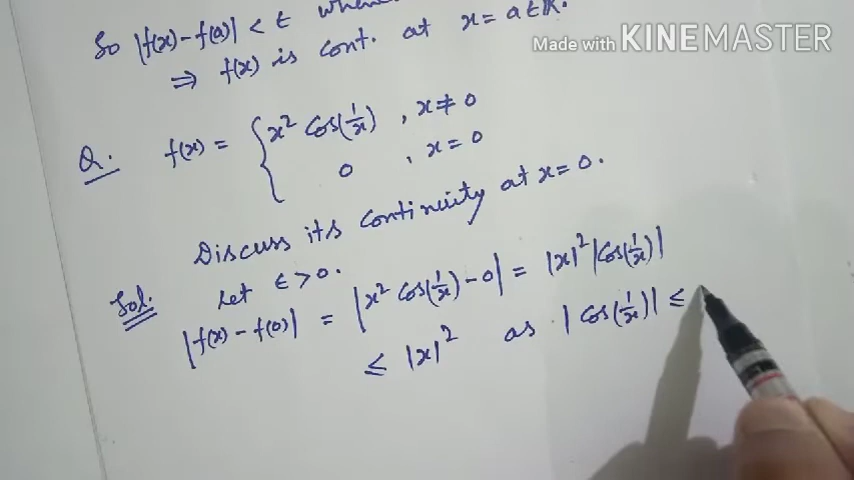 So |f(x) - f(a)| < ε
⇒ f(x) is cont. at x = a ∈ R.
Made with KINEMASTER
Q. f(x) = { x² Cos(1/x) , x ≠ 0
0 , x = 0
Discuss its continuity at x = 0.
Sol. Let ε > 0.
|f(x) - f(0)| = |x² Cos(1/x) - 0| = |x|² |Cos(1/x)|
≤ |x|² as |Cos(1/x)| ≤